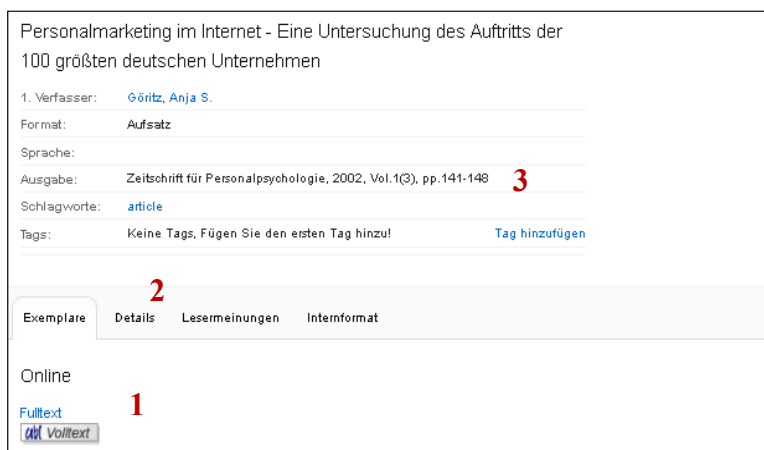 Personalmarketing im Internet - Eine Untersuchung des Auftritts der
100 größten deutschen Unternehmen
1. Verfasser: Göritz, Anja S.
Format: Aufsatz
Sprache:
Ausgabe: Zeitschrift für Personalpsychologie, 2002, Vol.1(3), pp.141-148 3
Schlagworte: article
Tags: Keine Tags, Fügen Sie den ersten Tag hinzu! Tag hinzufügen
2
Exemplare Details Lesermeinungen Internformat
Online
Fulltext 1
ubl Volltext